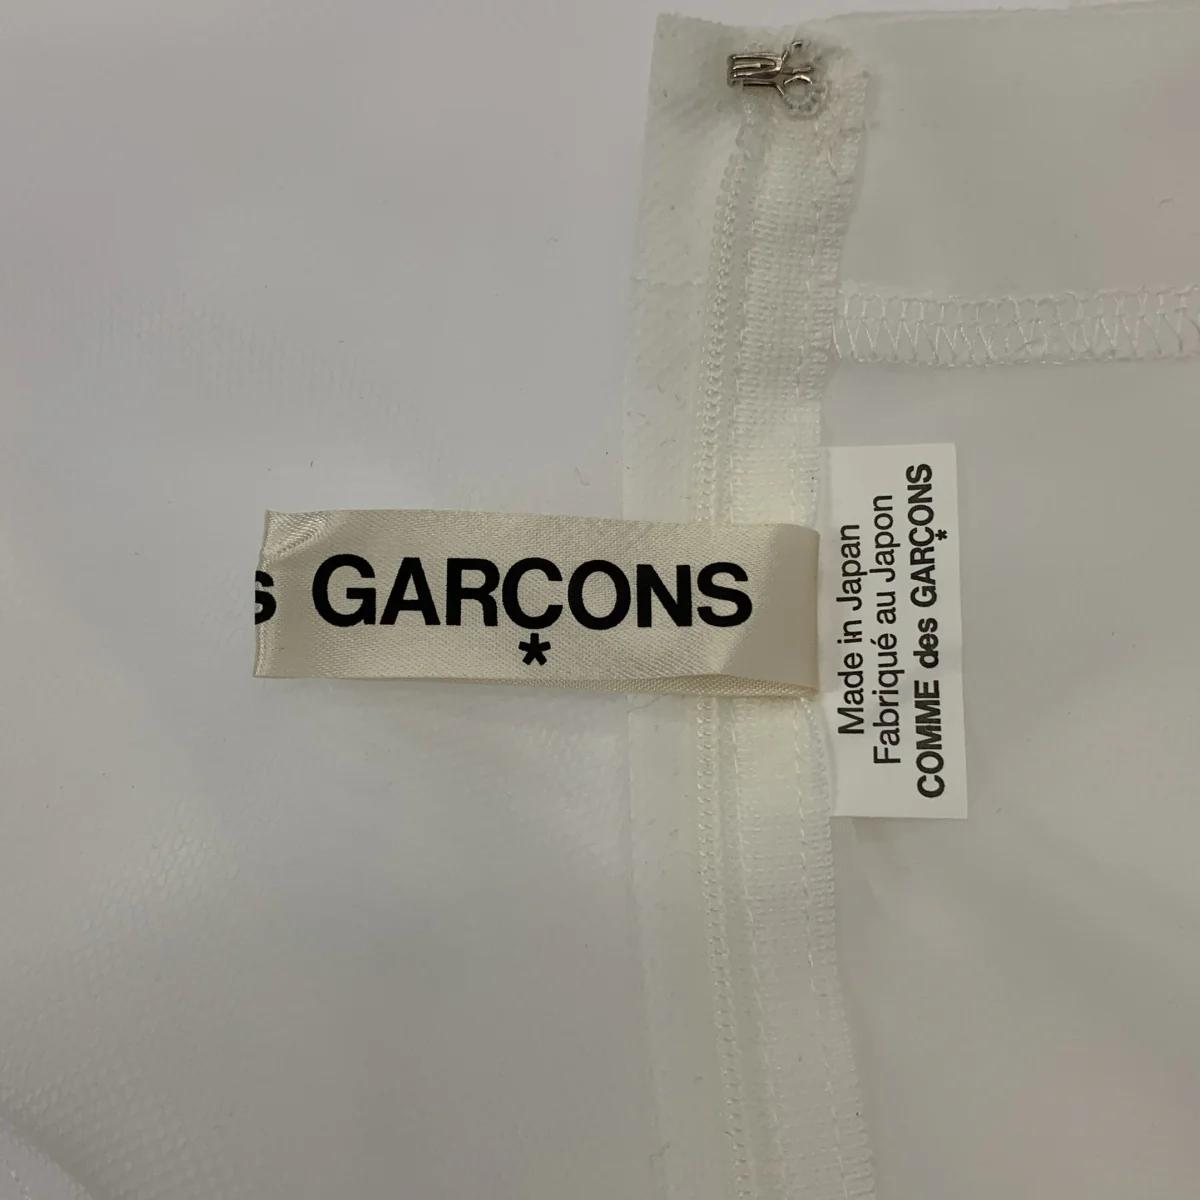 s GARÇONS
*
Made in Japan
Fabriqué au Japon
COMME des GARÇONS
*